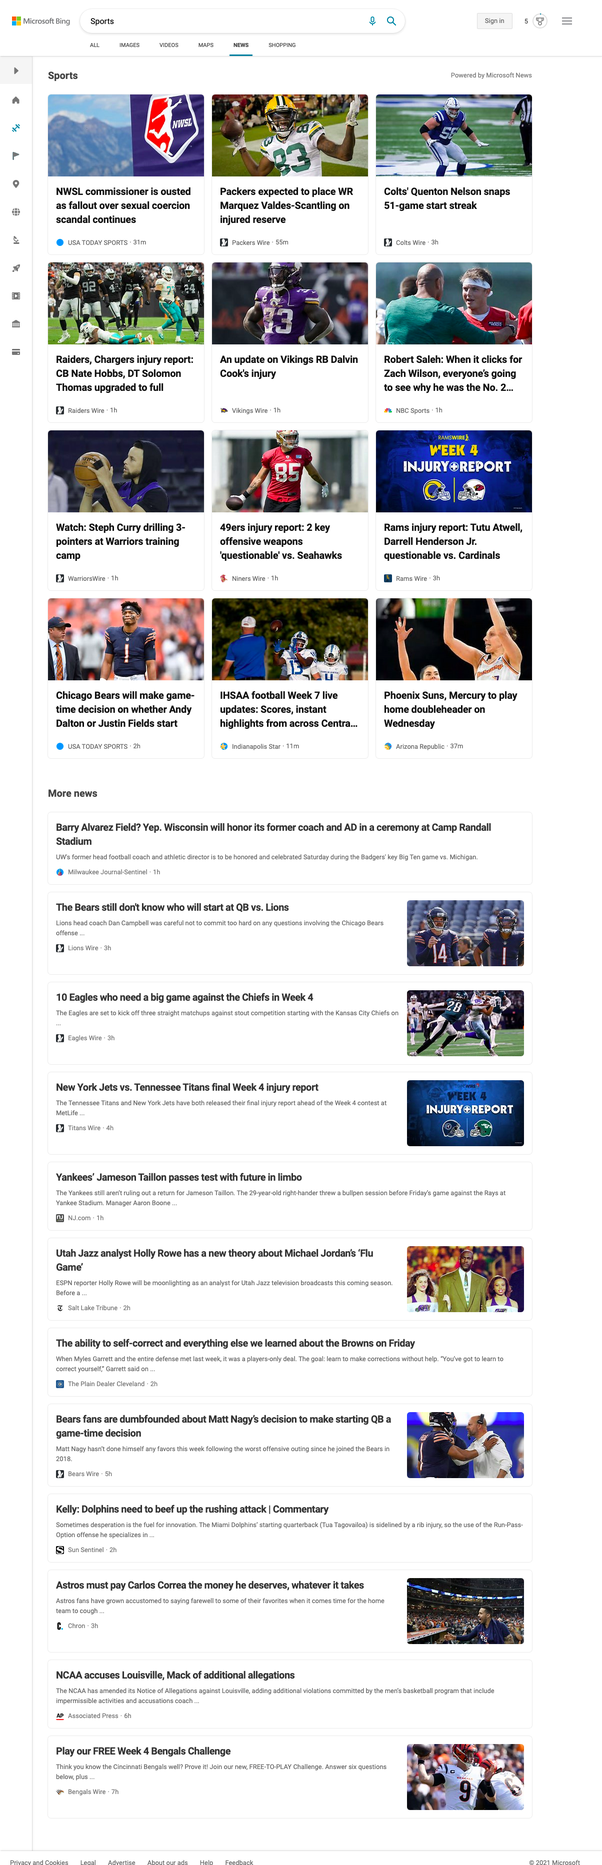 Microsoft Bing
Sports
Sign in
5
ALL IMAGES VIDEOS MAPS NEWS SHOPPING
Sports
Powered by Microsoft News
NWSL
NWSL commissioner is ousted
as fallout over sexual coercion
scandal continues
USA TODAY SPORTS · 31m
83
Packers expected to place WR
Marquez Valdes-Scantling on
injured reserve
Packers Wire · 55m
Colts' Quenton Nelson snaps
51-game start streak
Colts Wire · 3h
92
24
Raiders, Chargers injury report:
CB Nate Hobbs, DT Solomon
Thomas upgraded to full
Raiders Wire · 1h
33
An update on Vikings RB Dalvin
Cook's injury
Vikings Wire · 1h
Robert Saleh: When it clicks for
Zach Wilson, everyone's going
to see why he was the No. 2...
NBC Sports · 1h
Watch: Steph Curry drilling 3-
pointers at Warriors training
camp
WarriorsWire · 1h
85
49ers injury report: 2 key
offensive weapons
'questionable' vs. Seahawks
Niners Wire · 1h
RAMSWIRE
WEEK 4
INJURY+REPORT
Rams injury report: Tutu Atwell,
Darrell Henderson Jr.
questionable vs. Cardinals
Rams Wire · 3h
1
Chicago Bears will make game-
time decision on whether Andy
Dalton or Justin Fields start
USA TODAY SPORTS · 2h
13
IHSAA football Week 7 live
updates: Scores, instant
highlights from across Centra...
Indianapolis Star · 11m
Phoenix Suns, Mercury to play
home doubleheader on
Wednesday
Arizona Republic · 37m
More news
Barry Alvarez Field? Yep. Wisconsin will honor its former coach and AD in a ceremony at Camp Randall
Stadium
UW's former head football coach and athletic director is to be honored and celebrated Saturday during the Badgers' key Big Ten game vs. Michigan.
Milwaukee Journal-Sentinel · 1h
The Bears still don't know who will start at QB vs. Lions
Lions head coach Dan Campbell was careful not to commit too hard on any questions involving the Chicago Bears
offense ...
Lions Wire · 3h
14
1
10 Eagles who need a big game against the Chiefs in Week 4
The Eagles are set to kick off three straight matchups against stout competition starting with the Kansas City Chiefs on
...
Eagles Wire · 3h
28
New York Jets vs. Tennessee Titans final Week 4 injury report
The Tennessee Titans and New York Jets have both released their final injury report ahead of the Week 4 contest at
MetLife ...
Titans Wire · 4h
WEEK 4
INJURY+REPORT
Yankees' Jameson Taillon passes test with future in limbo
The Yankees still aren't ruling out a return for Jameson Taillon. The 29-year-old right-hander threw a bullpen session before Friday's game against the Rays at
Yankee Stadium. Manager Aaron Boone ...
NJ.com · 1h
Utah Jazz analyst Holly Rowe has a new theory about Michael Jordan's 'Flu
Game'
ESPN reporter Holly Rowe will be moonlighting as an analyst for Utah Jazz television broadcasts this coming season.
Before a ...
Salt Lake Tribune · 2h
The ability to self-correct and everything else we learned about the Browns on Friday
When Myles Garrett and the entire defense met last week, it was a players-only deal. The goal: learn to make corrections without help. "You've got to learn to
correct yourself," Garrett said on ...
The Plain Dealer Cleveland · 2h
Bears fans are dumbfounded about Matt Nagy's decision to make starting QB a
game-time decision
Matt Nagy hasn't done himself any favors this week following the worst offensive outing since he joined the Bears in
2018.
Bears Wire · 5h
Kelly: Dolphins need to beef up the rushing attack | Commentary
Sometimes desperation is the fuel for innovation. The Miami Dolphins' starting quarterback (Tua Tagovailoa) is sidelined by a rib injury, so the use of the Run-Pass-
Option offense he specializes in ...
Sun Sentinel · 2h
Astros must pay Carlos Correa the money he deserves, whatever it takes
Astros fans have grown accustomed to saying farewell to some of their favorites when it comes time for the home
team to cough ...
Chron · 3h
NCAA accuses Louisville, Mack of additional allegations
The NCAA has amended its Notice of Allegations against Louisville, adding additional violations committed by the men's basketball program that include
impermissible activities and accusations coach ...
AP Associated Press · 6h
Play our FREE Week 4 Bengals Challenge
Think you know the Cincinnati Bengals well? Prove it! Join our new, FREE-TO-PLAY Challenge. Answer six questions
below, plus ...
Bengals Wire · 7h
9
Privacy and Cookies Legal Advertise About our ads Help Feedback © 2021 Microsoft